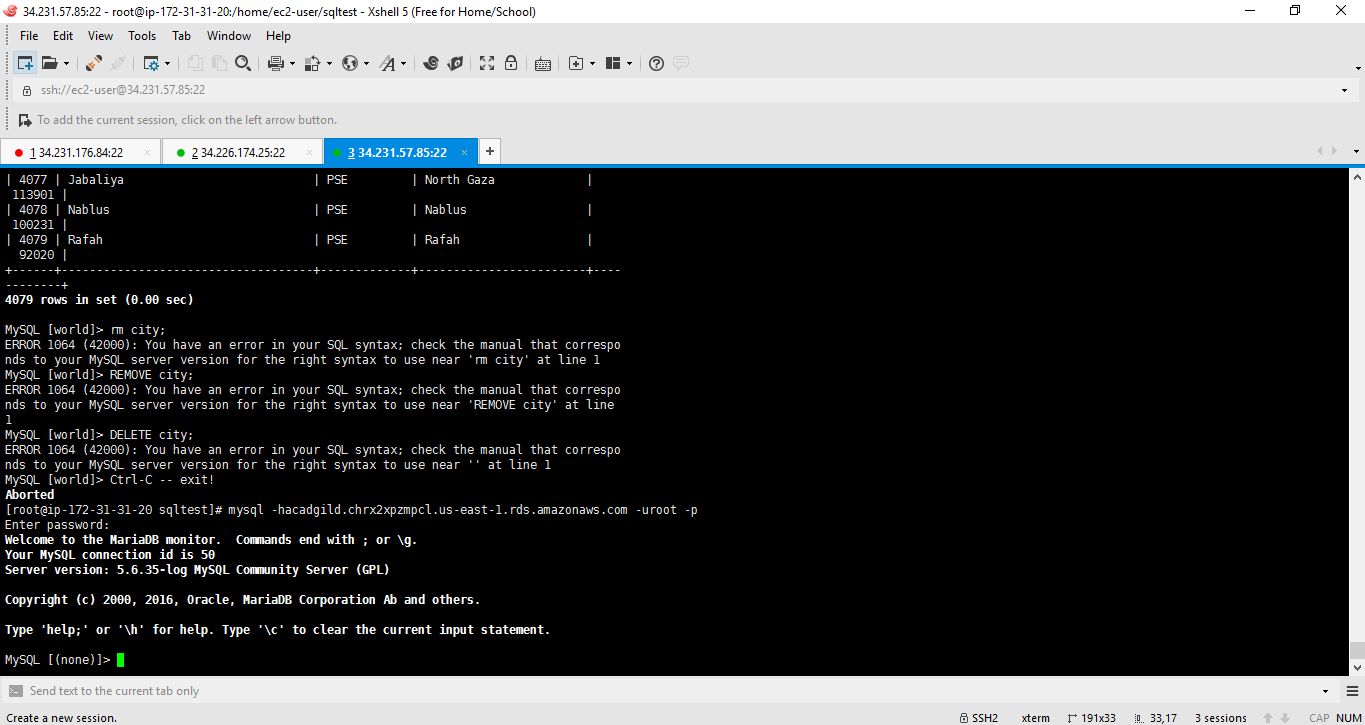 34.231.57.85:22 - root@ip-172-31-31-20:/home/ec2-user/sqltest - Xshell 5 (Free for Home/School)
File Edit View Tools Tab Window Help
ssh://ec2-user@34.231.57.85:22
To add the current session, click on the left arrow button.
1 34.231.176.84:22 × 2 34.226.174.25:22 × 3 34.231.57.85:22 × +
| 4077 | Jabaliya | PSE | North Gaza |
113901 |
| 4078 | Nablus | PSE | Nablus |
100231 |
| 4079 | Rafah | PSE | Rafah |
92020 |
+------+------------------------------------+-------------+------------------------+----
--------+
4079 rows in set (0.00 sec)
MySQL [world]> rm city;
ERROR 1064 (42000): You have an error in your SQL syntax; check the manual that correspo
nds to your MySQL server version for the right syntax to use near 'rm city' at line 1
MySQL [world]> REMOVE city;
ERROR 1064 (42000): You have an error in your SQL syntax; check the manual that correspo
nds to your MySQL server version for the right syntax to use near 'REMOVE city' at line
1
MySQL [world]> DELETE city;
ERROR 1064 (42000): You have an error in your SQL syntax; check the manual that correspo
nds to your MySQL server version for the right syntax to use near '' at line 1
MySQL [world]> Ctrl-C -- exit!
Aborted
[root@ip-172-31-31-20 sqltest]# mysql -hacadgild.chrx2xpzmpcl.us-east-1.rds.amazonaws.com -uroot -p
Enter password:
Welcome to the MariaDB monitor.  Commands end with ; or \g.
Your MySQL connection id is 50
Server version: 5.6.35-log MySQL Community Server (GPL)
Copyright (c) 2000, 2016, Oracle, MariaDB Corporation Ab and others.
Type 'help;' or '\h' for help. Type '\c' to clear the current input statement.
MySQL [(none)]>
Send text to the current tab only
Create a new session. SSH2 xterm 191x33 33,17 3 sessions CAP NUM